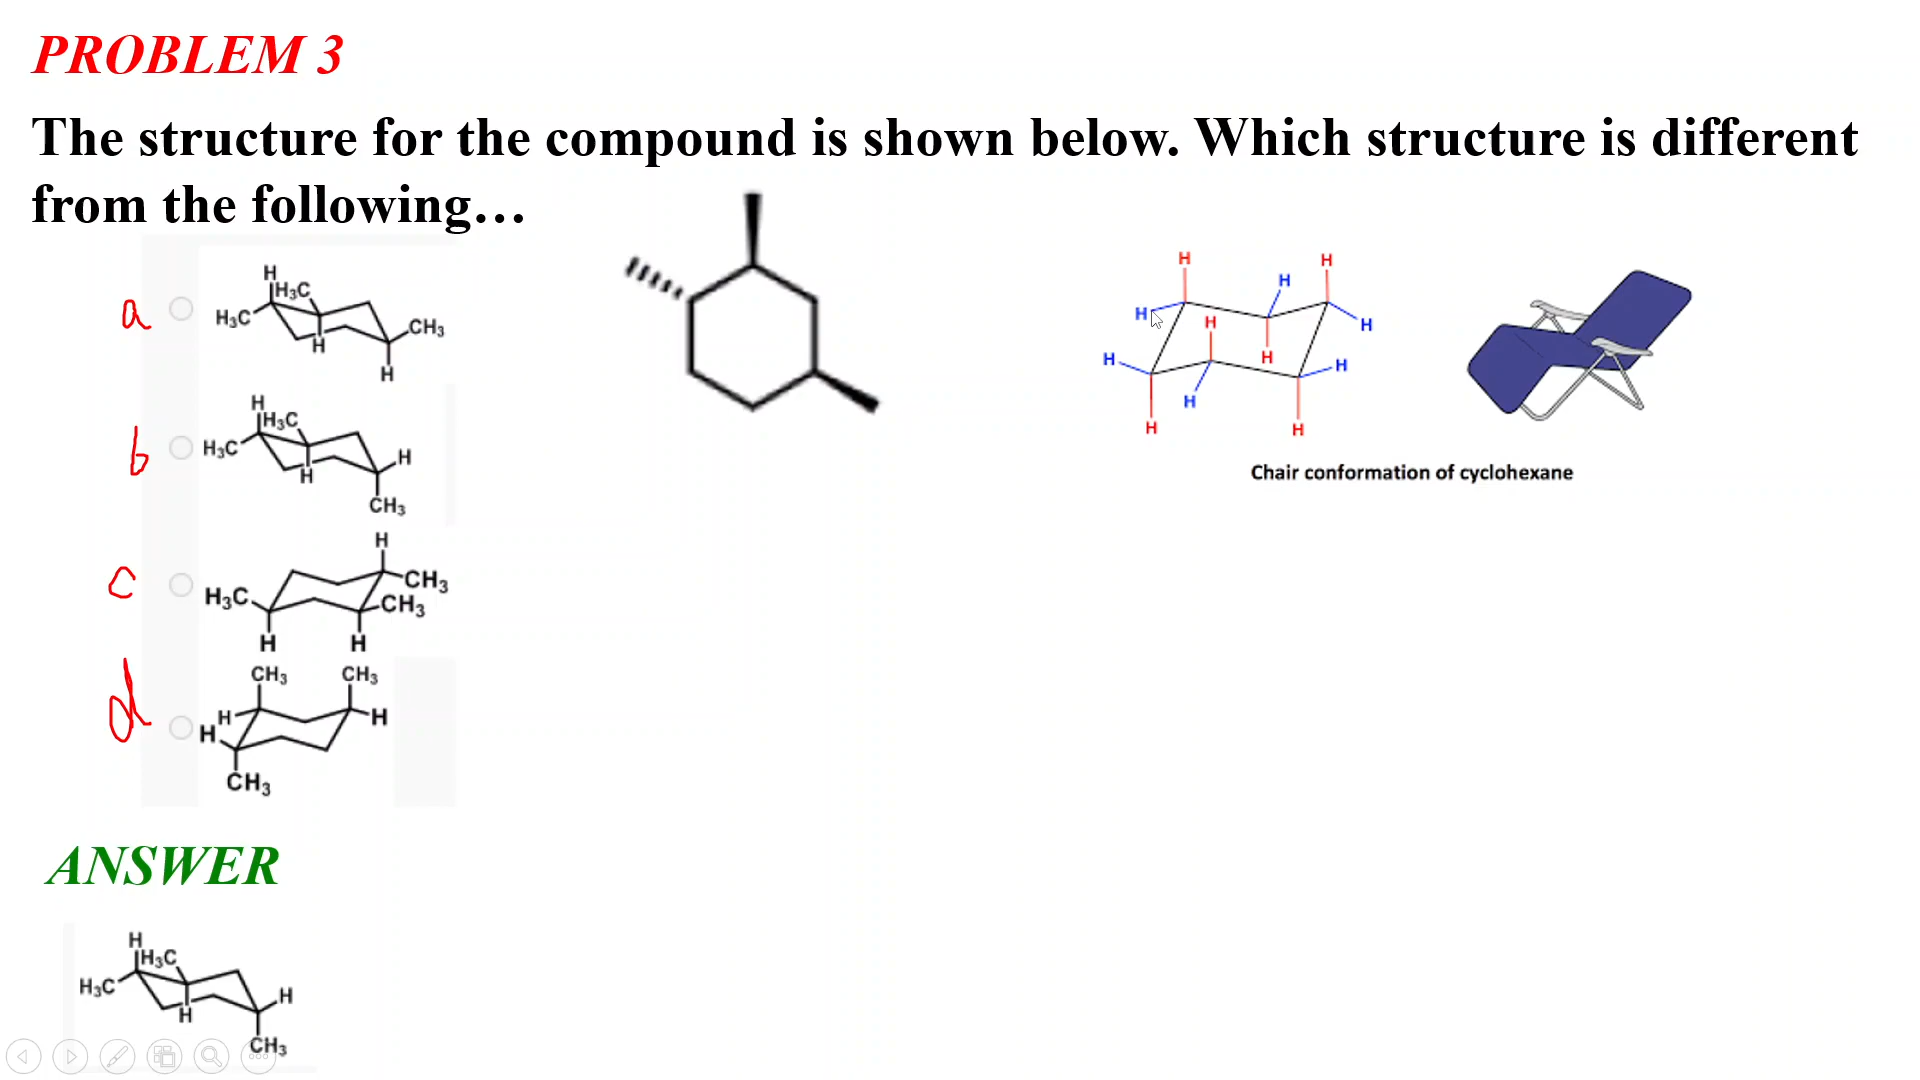 PROBLEM 3
The structure for the compound is shown below. Which structure is different
from the following…
a
H
H₃C
H₃C
CH₃
H
H
b
H
H₃C
H₃C
H
H
CH₃
c
H
CH₃
H₃C
CH₃
H
H
d
CH₃
CH₃
H
H
H
CH₃
H
H
H
H
H
H
H
H
H
H
H
H
Chair conformation of cyclohexane
ANSWER
H
H₃C
H₃C
H
H
CH₃